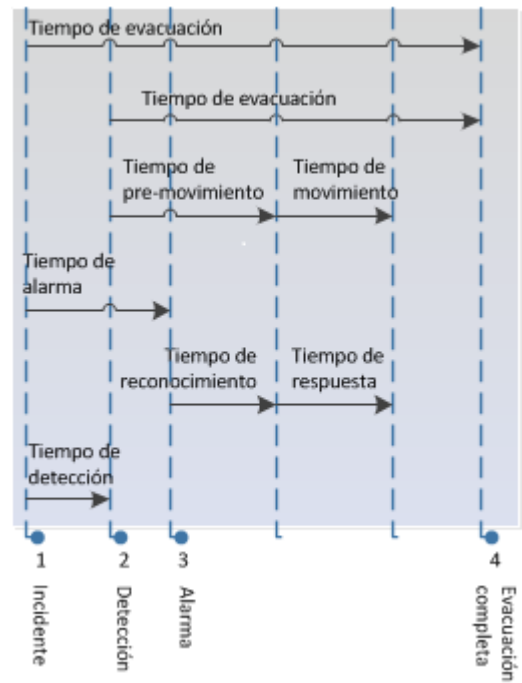 Tiempo de evacuación
Tiempo de evacuación
Tiempo de
pre-movimiento
Tiempo de
movimiento
Tiempo de
alarma
Tiempo de
reconocimiento
Tiempo de
respuesta
Tiempo de
detección
1
2
3
4
Incidente
Detección
Alarma
Evacuación
completa